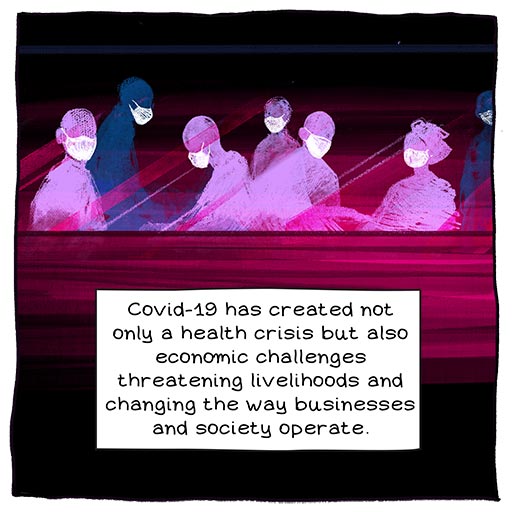 Covid-19 has created not
only a health crisis but also
economic challenges
threatening livelihoods and
changing the way businesses
and society operate.